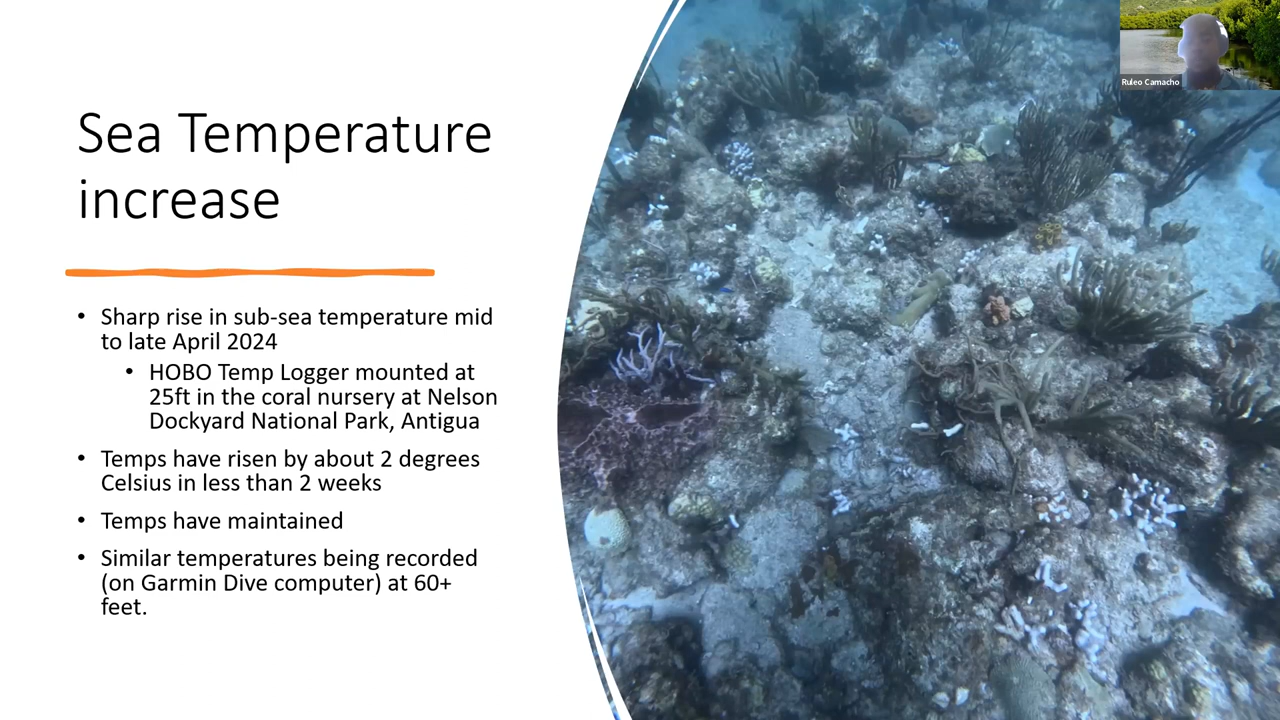 Ruleo Camacho
Sea Temperature
increase
• Sharp rise in sub-sea temperature mid
to late April 2024
• HOBO Temp Logger mounted at
25ft in the coral nursery at Nelson
Dockyard National Park, Antigua
• Temps have risen by about 2 degrees
Celsius in less than 2 weeks
• Temps have maintained
• Similar temperatures being recorded
(on Garmin Dive computer) at 60+
feet.